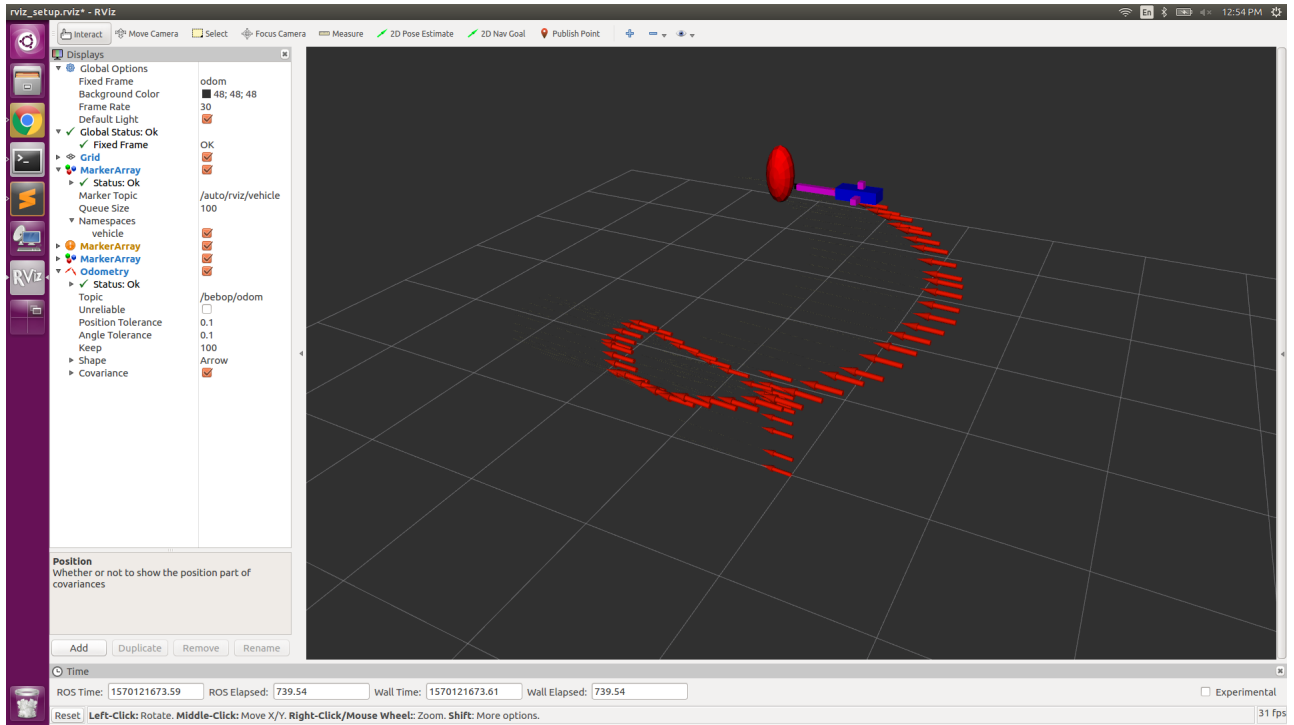 rviz_setup.rviz* - RViz
En 12:54 PM
Interact Move Camera Select Focus Camera Measure 2D Pose Estimate 2D Nav Goal Publish Point
Displays
Global Options
Fixed Frame odom
Background Color 48; 48; 48
Frame Rate 30
Default Light
Global Status: Ok
Fixed Frame OK
Grid
MarkerArray
Status: Ok
Marker Topic /auto/rviz/vehicle
Queue Size 100
Namespaces
vehicle
MarkerArray
MarkerArray
Odometry
Status: Ok
Topic /bebop/odom
Unreliable
Position Tolerance 0.1
Angle Tolerance 0.1
Keep 100
Shape Arrow
Covariance
RViz
Position
Whether or not to show the position part of
covariances
Add Duplicate Remove Rename
Time
ROS Time: 1570121673.59 ROS Elapsed: 739.54 Wall Time: 1570121673.61 Wall Elapsed: 739.54 Experimental
Reset Left-Click: Rotate. Middle-Click: Move X/Y. Right-Click/Mouse Wheel:: Zoom. Shift: More options. 31 fps